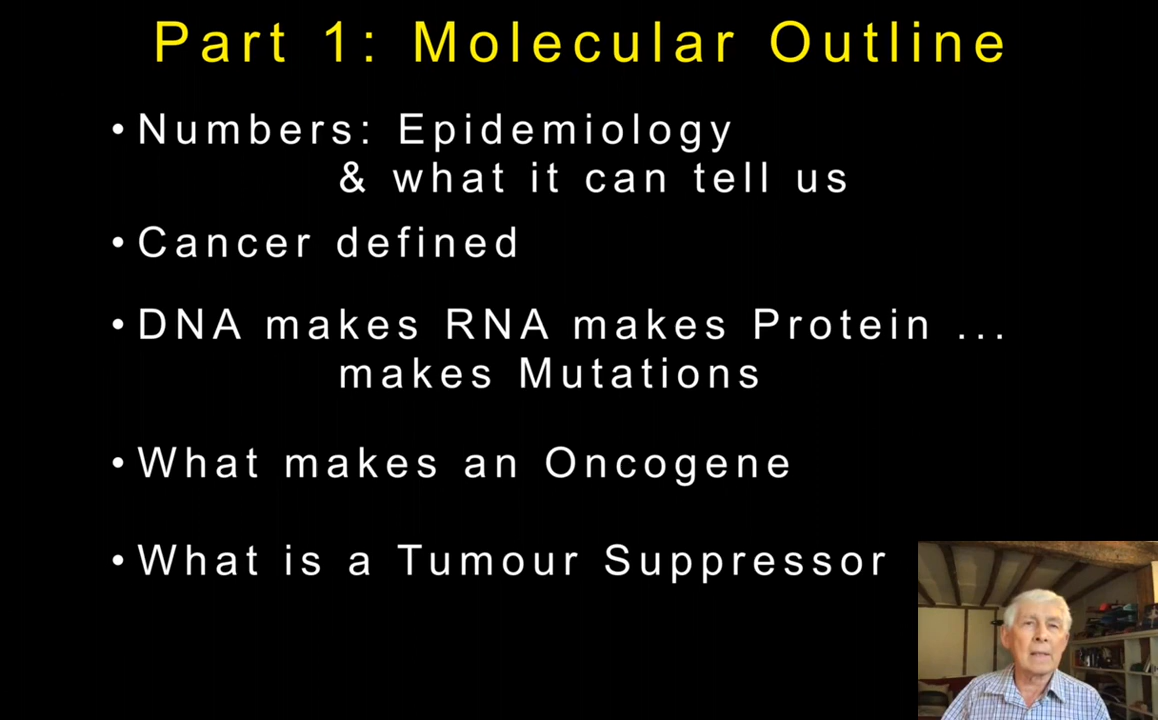 Part 1: Molecular Outline
• Numbers: Epidemiology
& what it can tell us
• Cancer defined
• DNA makes RNA makes Protein ...
makes Mutations
• What makes an Oncogene
• What is a Tumour Suppressor